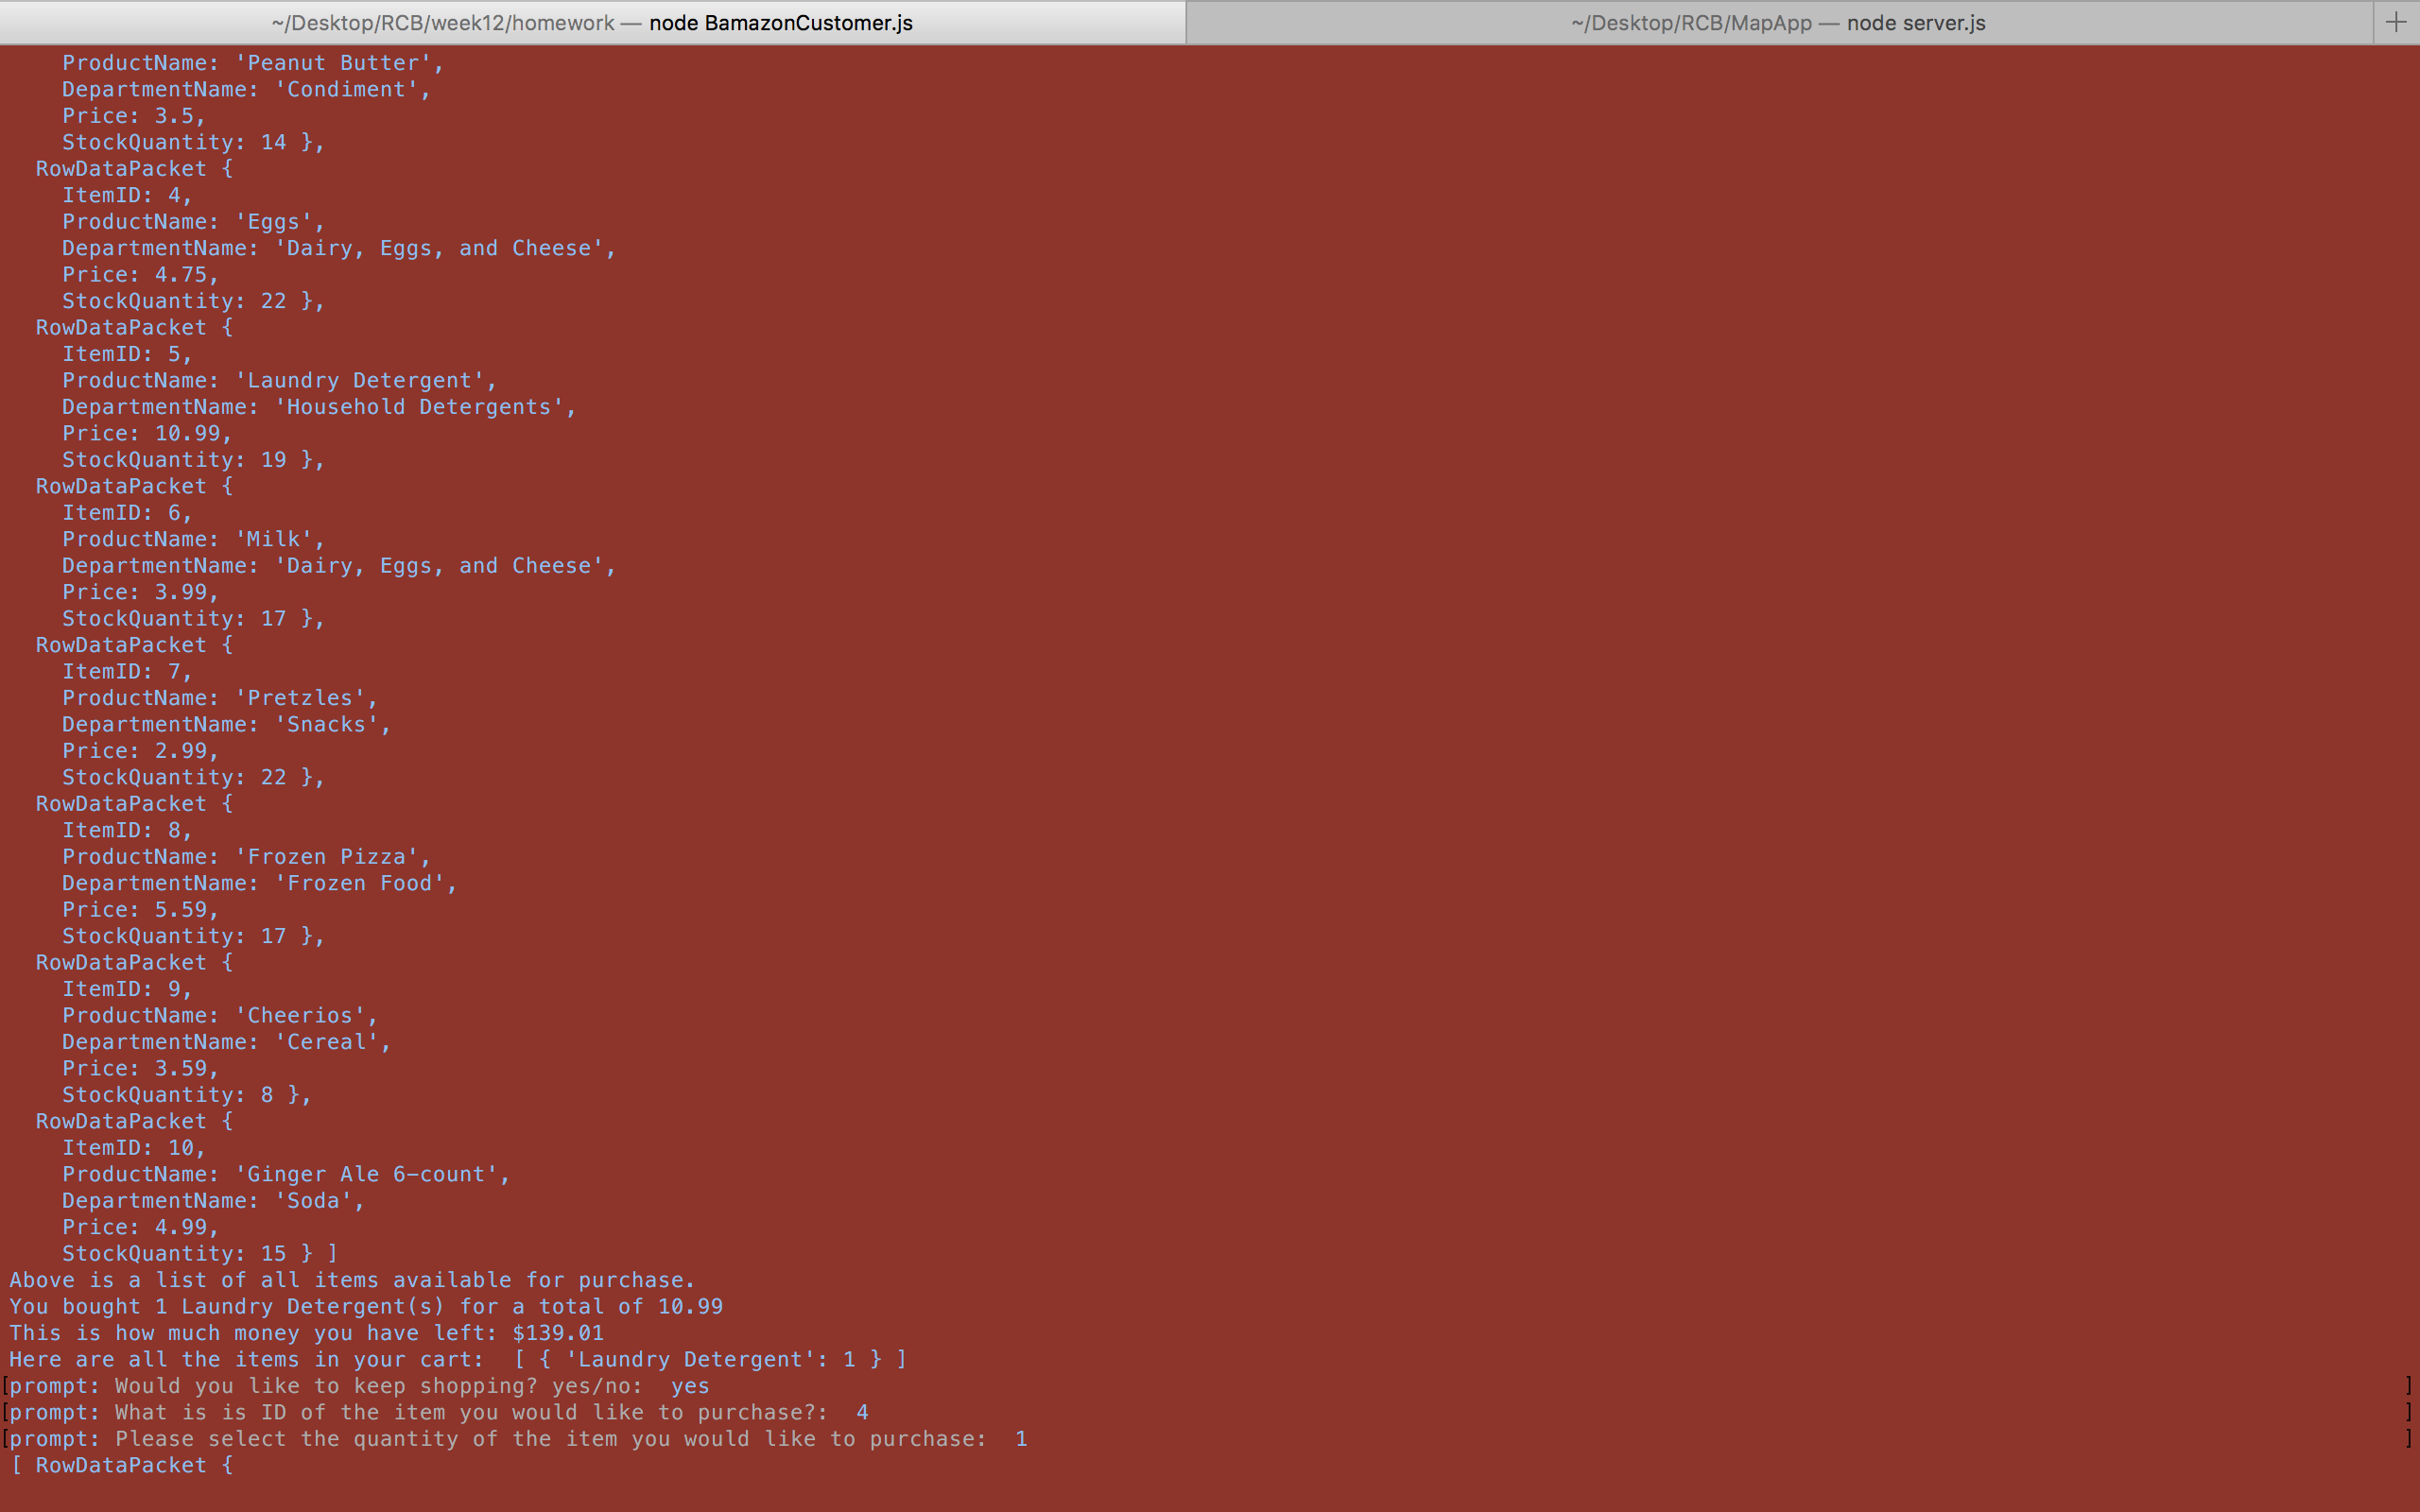 ~/Desktop/RCB/week12/homework — node BamazonCustomer.js
~/Desktop/RCB/MapApp — node server.js
ProductName: 'Peanut Butter',
DepartmentName: 'Condiment',
Price: 3.5,
StockQuantity: 14 },
RowDataPacket {
ItemID: 4,
ProductName: 'Eggs',
DepartmentName: 'Dairy, Eggs, and Cheese',
Price: 4.75,
StockQuantity: 22 },
RowDataPacket {
ItemID: 5,
ProductName: 'Laundry Detergent',
DepartmentName: 'Household Detergents',
Price: 10.99,
StockQuantity: 19 },
RowDataPacket {
ItemID: 6,
ProductName: 'Milk',
DepartmentName: 'Dairy, Eggs, and Cheese',
Price: 3.99,
StockQuantity: 17 },
RowDataPacket {
ItemID: 7,
ProductName: 'Pretzles',
DepartmentName: 'Snacks',
Price: 2.99,
StockQuantity: 22 },
RowDataPacket {
ItemID: 8,
ProductName: 'Frozen Pizza',
DepartmentName: 'Frozen Food',
Price: 5.59,
StockQuantity: 17 },
RowDataPacket {
ItemID: 9,
ProductName: 'Cheerios',
DepartmentName: 'Cereal',
Price: 3.59,
StockQuantity: 8 },
RowDataPacket {
ItemID: 10,
ProductName: 'Ginger Ale 6-count',
DepartmentName: 'Soda',
Price: 4.99,
StockQuantity: 15 } ]
Above is a list of all items available for purchase.
You bought 1 Laundry Detergent(s) for a total of 10.99
This is how much money you have left: $139.01
Here are all the items in your cart:  [ { 'Laundry Detergent': 1 } ]
[prompt: Would you like to keep shopping? yes/no:  yes ]
[prompt: What is is ID of the item you would like to purchase?:  4 ]
[prompt: Please select the quantity of the item you would like to purchase:  1 ]
[ RowDataPacket {